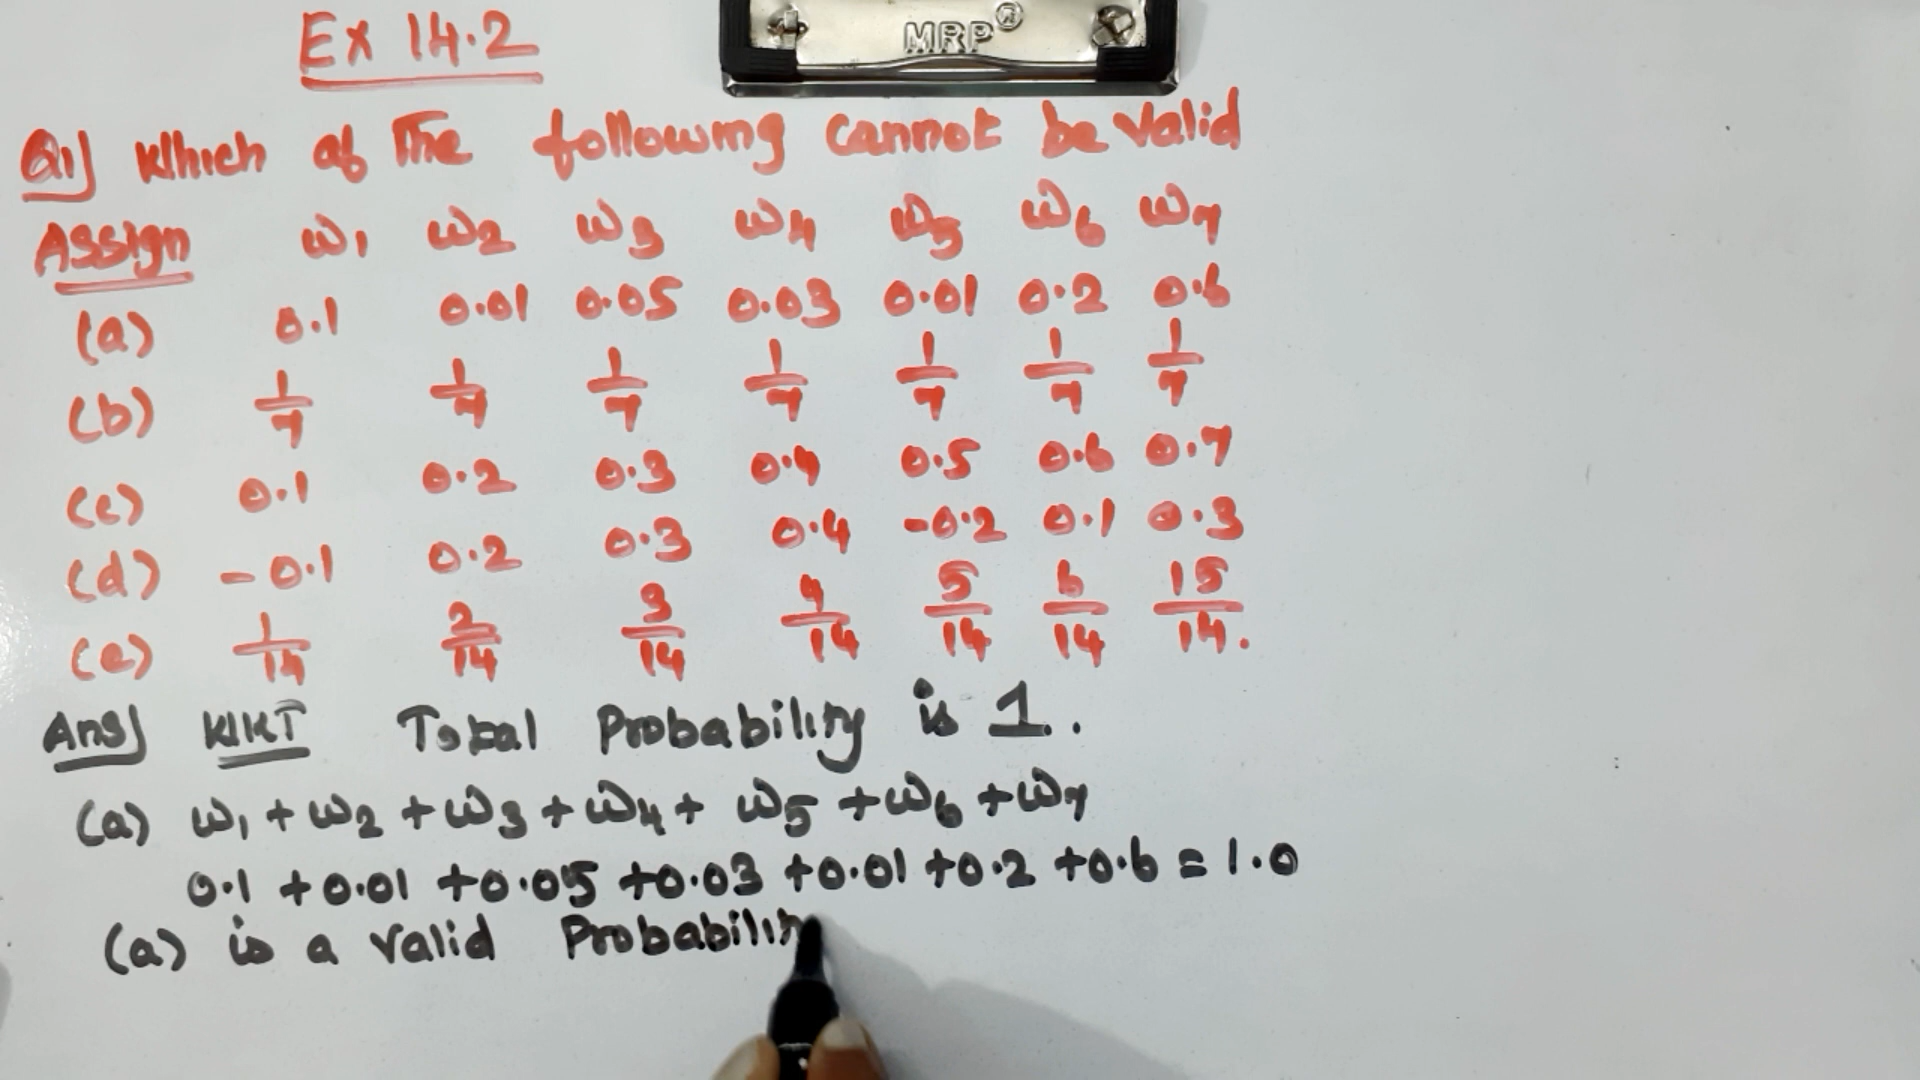 MRP®
Ex 14.2
Q1] Which of The following cannot be valid
Assign ω1 ω2 ω3 ω4 ω5 ω6 ω7
(a) 0.1 0.01 0.05 0.03 0.01 0.2 0.6
(b) 1/7 1/7 1/7 1/7 1/7 1/7 1/7
(c) 0.1 0.2 0.3 0.4 0.5 0.6 0.7
(d) -0.1 0.2 0.3 0.4 -0.2 0.1 0.3
(e) 1/14 2/14 3/14 4/14 5/14 6/14 15/14.
Ans] WKT Total Probability is 1.
(a) ω1 + ω2 + ω3 + ω4 + ω5 + ω6 + ω7
0.1 + 0.01 + 0.05 + 0.03 + 0.01 + 0.2 + 0.6 = 1.0
(a) is a valid Probability